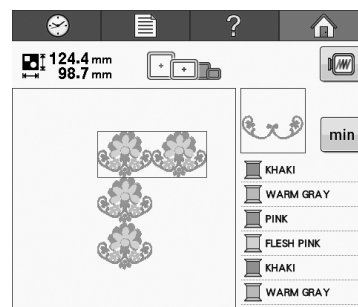 ?
124.4 mm
98.7 mm
min
KHAKI
WARM GRAY
PINK
FLESH PINK
KHAKI
WARM GRAY